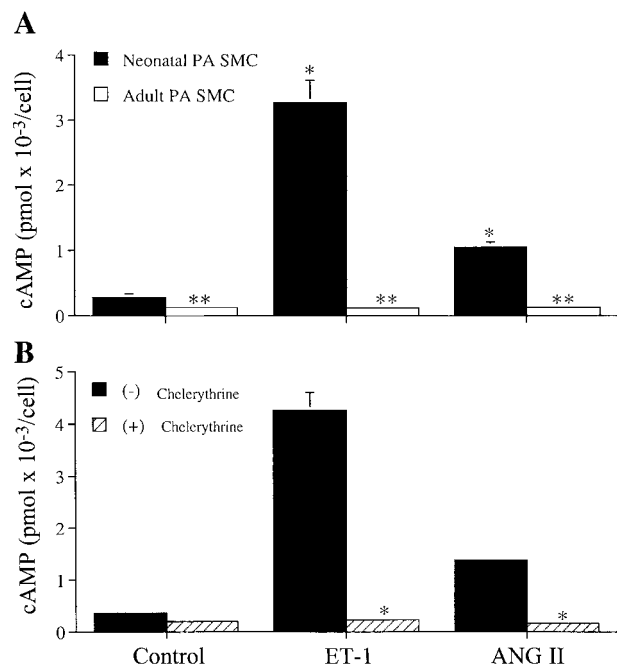 A
4
3
2
1
0
cAMP (pmol x 10-3/cell)
Neonatal PA SMC
Adult PA SMC
*
*
**
**
**
B
5
4
3
2
1
0
cAMP (pmol x 10-3/cell)
(-) Chelerythrine
(+) Chelerythrine
*
*
Control
ET-1
ANG II